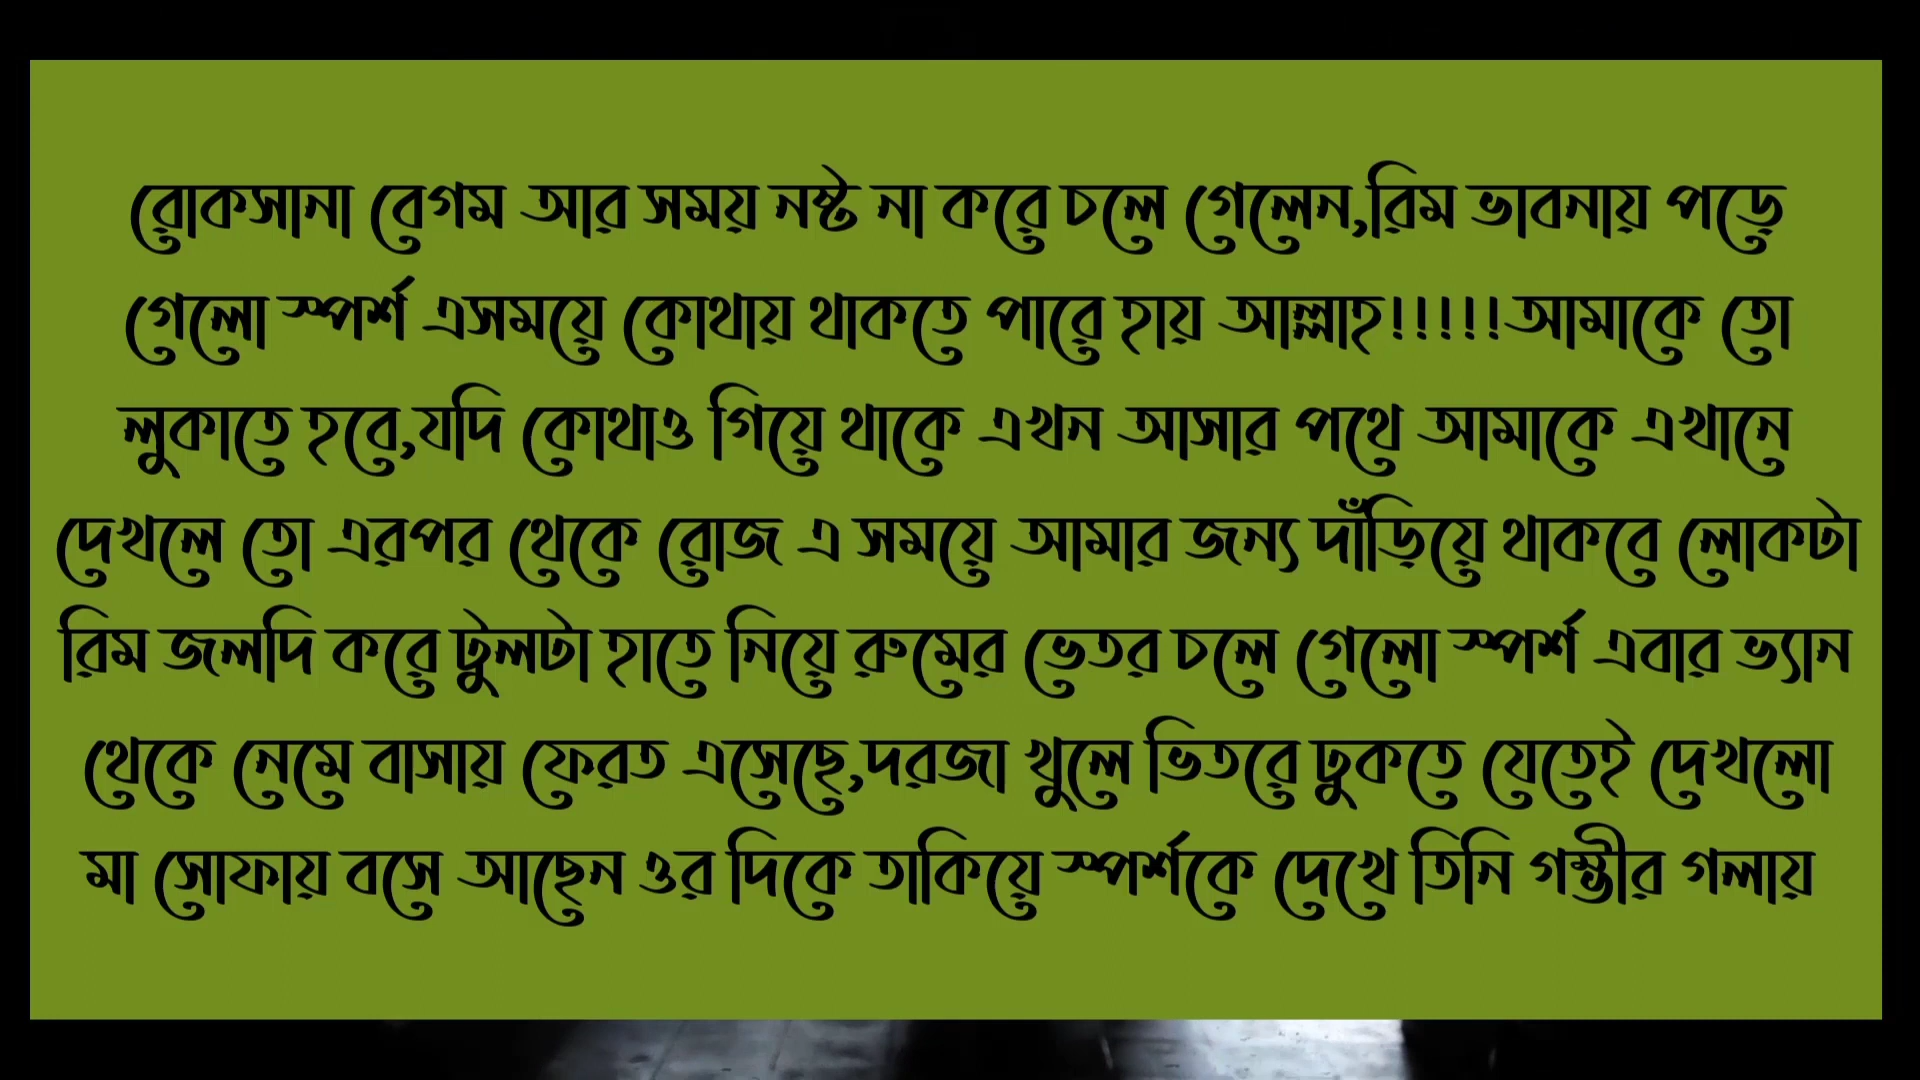 রোকসানা বেগম আর সময় নষ্ট না করে চলে গেলেন,রিম ভাবনায় পড়ে
গেলো স্পর্শ এসময়ে কোথায় থাকতে পারে হায় আল্লাহ!!!!!আমাকে তো
লুকাতে হবে,যদি কোথাও গিয়ে থাকে এখন আসার পথে আমাকে এখানে
দেখলে তো এরপর থেকে রোজ এ সময়ে আমার জন্য দাঁড়িয়ে থাকবে লোকটা
রিম জলদি করে টুলটা হাতে নিয়ে রুমের ভেতর চলে গেলো স্পর্শ এবার ভ্যান
থেকে নেমে বাসায় ফেরত এসেছে,দরজা খুলে ভিতরে ঢুকতে যেতেই দেখলো
মা সোফায় বসে আছেন ওর দিকে তাকিয়ে স্পর্শকে দেখে তিনি গম্ভীর গলায়